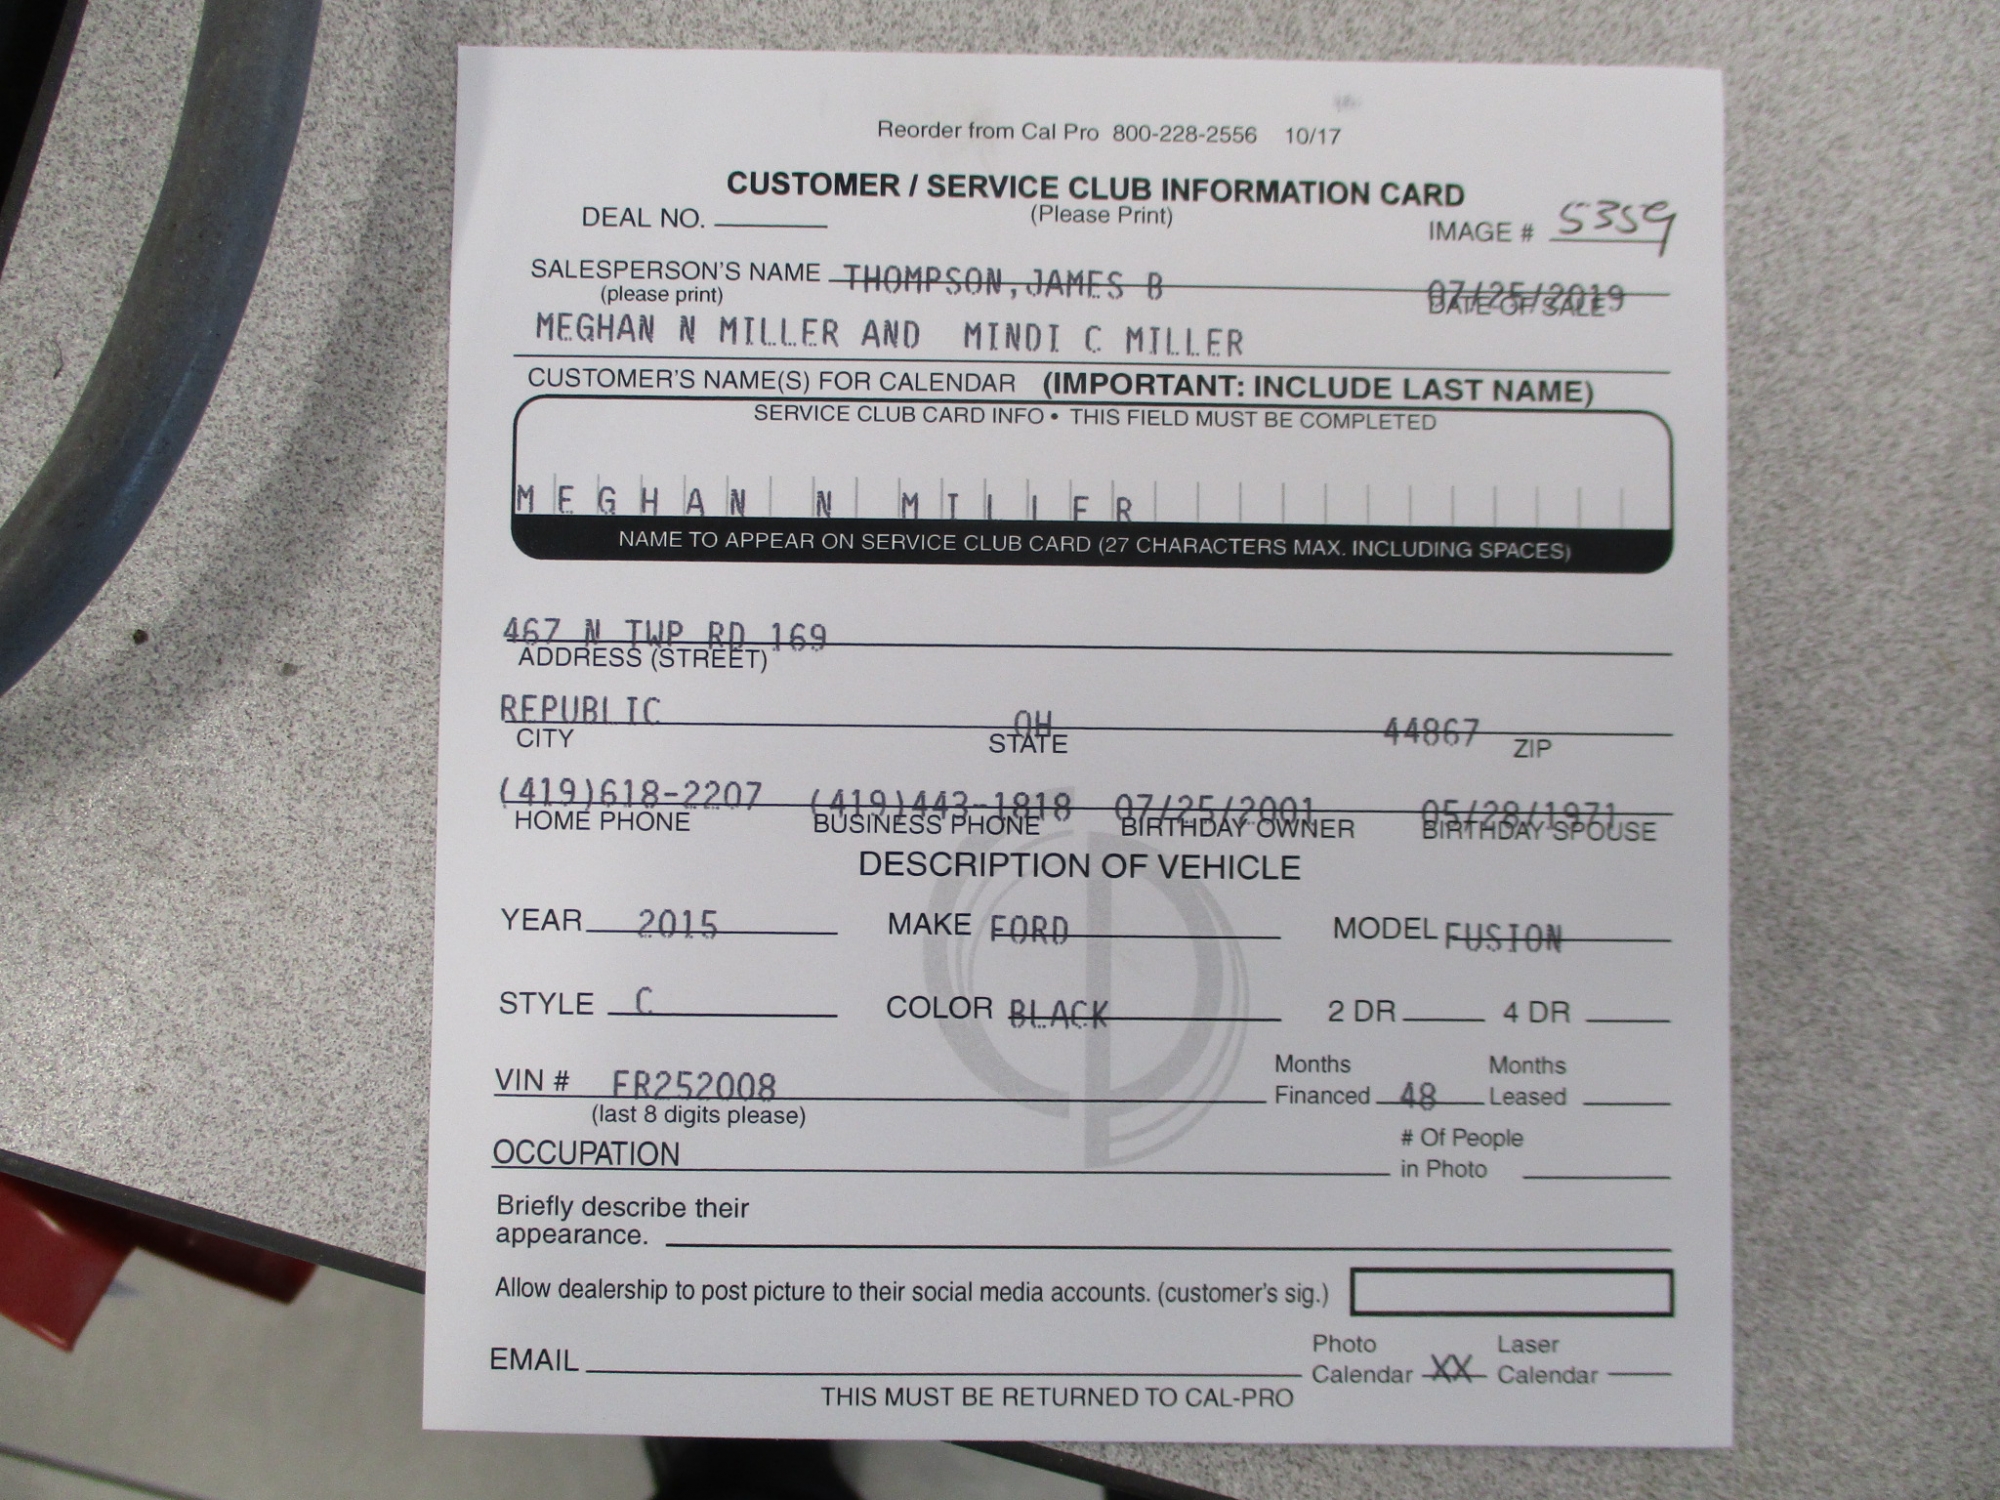 Reorder from Cal Pro 800-228-2556 10/17
CUSTOMER / SERVICE CLUB INFORMATION CARD
(Please Print)
DEAL NO.
IMAGE # 5359
SALESPERSON'S NAME THOMPSON,JAMES B 07/25/2019
(please print) DATE OF SALE
MEGHAN N MILLER AND MINDI C MILLER
CUSTOMER'S NAME(S) FOR CALENDAR (IMPORTANT: INCLUDE LAST NAME)
SERVICE CLUB CARD INFO • THIS FIELD MUST BE COMPLETED
MEGHAN N MILLER
NAME TO APPEAR ON SERVICE CLUB CARD (27 CHARACTERS MAX. INCLUDING SPACES)
467 N TWP RD 169
ADDRESS (STREET)
REPUBLIC OH 44867
CITY STATE ZIP
(419)618-2207 (419)443-1818 07/25/2001 05/28/1971
HOME PHONE BUSINESS PHONE BIRTHDAY OWNER BIRTHDAY SPOUSE
DESCRIPTION OF VEHICLE
YEAR 2015 MAKE FORD MODEL FUSION
STYLE C COLOR BLACK 2 DR 4 DR
Months Months
VIN # FR252008 Financed 48 Leased
(last 8 digits please)
# Of People
OCCUPATION in Photo
Briefly describe their
appearance.
Allow dealership to post picture to their social media accounts. (customer's sig.)
Photo Laser
EMAIL Calendar XX Calendar
THIS MUST BE RETURNED TO CAL-PRO